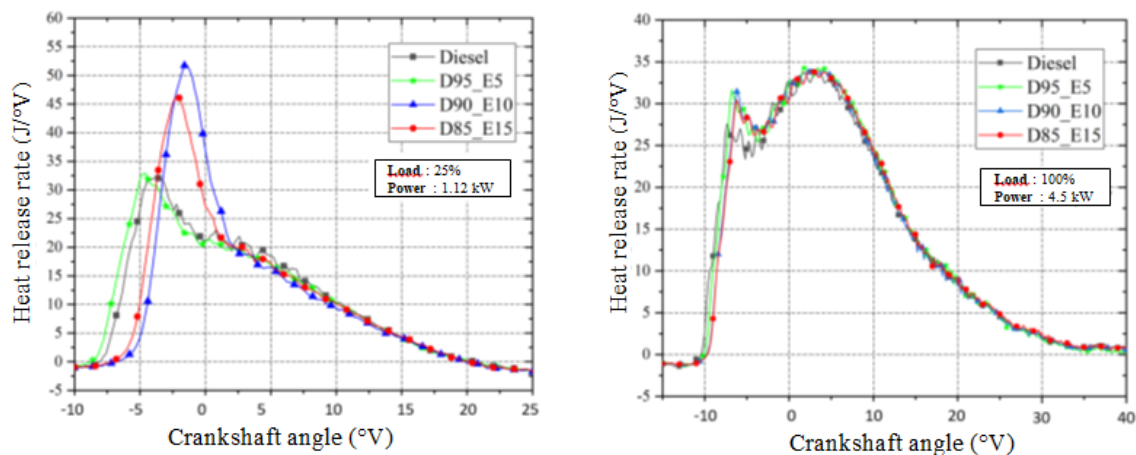 60
55
50
45
40
35
30
25
20
15
10
5
0
-5
-10
-5
0
5
10
15
20
25
Heat release rate (J/°V)
Crankshaft angle (°V)
Diesel
D95_E5
D90_E10
D85_E15
Load : 25%
Power : 1.12 kW
40
35
30
25
20
15
10
5
0
-5
-10
0
10
20
30
40
Heat release rate (J/°V)
Crankshaft angle (°V)
Diesel
D95_E5
D90_E10
D85_E15
Load : 100%
Power : 4.5 kW